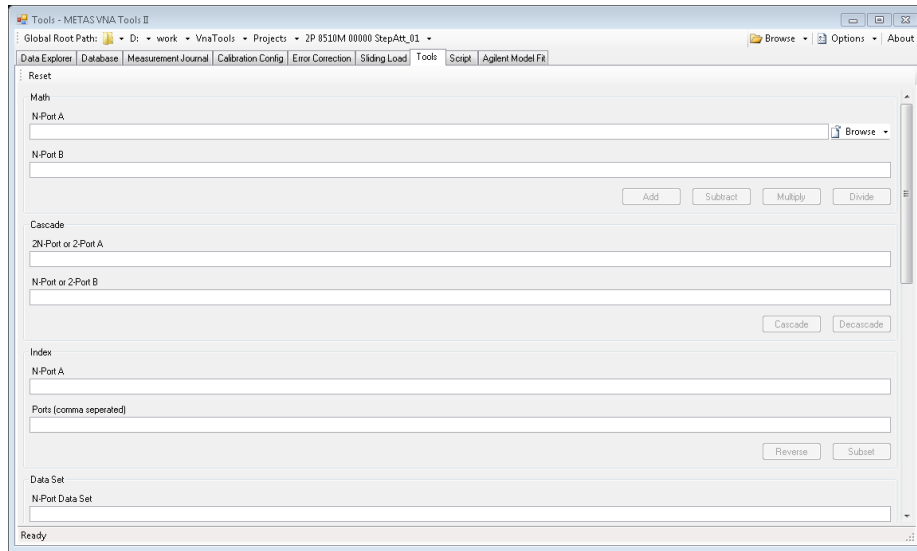 Tools - METAS VNA Tools II
Global Root Path: D: work VnaTools Projects 2P 8510M 00000 StepAtt_01 Browse Options About
Data Explorer Database Measurement Journal Calibration Config Error Correction Sliding Load Tools Script Agilent Model Fit
Reset
Math
N-Port A
Browse
N-Port B
Add Subtract Multiply Divide
Cascade
2N-Port or 2-Port A
N-Port or 2-Port B
Cascade Decascade
Index
N-Port A
Ports (comma seperated)
Reverse Subset
Data Set
N-Port Data Set
Ready